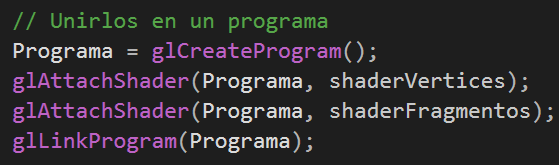 // Unirlos en un programa
Programa = glCreateProgram();
glAttachShader(Programa, shaderVertices);
glAttachShader(Programa, shaderFragmentos);
glLinkProgram(Programa);